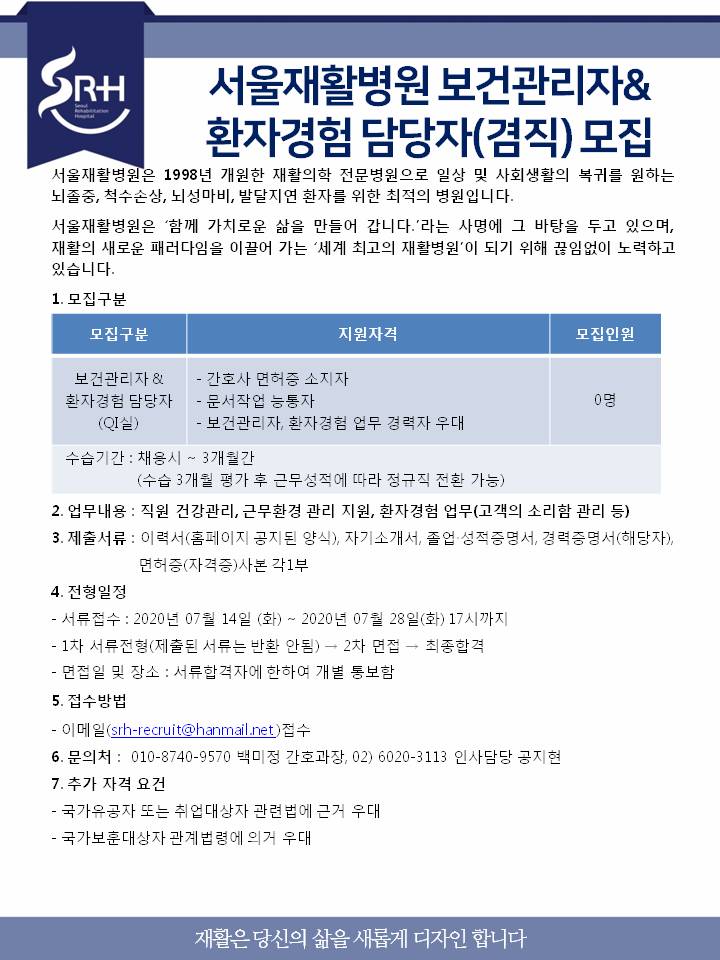 SRH
Seoul
Rehabilitation
Hospital
서울재활병원 보건관리자&
환자경험 담당자(겸직) 모집
서울재활병원은 1998년 개원한 재활의학 전문병원으로 일상 및 사회생활의 복귀를 원하는
뇌졸중, 척수손상, 뇌성마비, 발달지연 환자를 위한 최적의 병원입니다.
서울재활병원은 '함께 가치로운 삶을 만들어 갑니다.'라는 사명에 그 바탕을 두고 있으며,
재활의 새로운 패러다임을 이끌어 가는 '세계 최고의 재활병원'이 되기 위해 끊임없이 노력하고
있습니다.
1. 모집구분
모집구분 지원자격 모집인원
보건관리자 &
환자경험 담당자
(QI실)
- 간호사 면허증 소지자
- 문서작업 능통자
- 보건관리자, 환자경험 업무 경력자 우대
0명
수습기간 : 채용시 ~ 3개월간
(수습 3개월 평가 후 근무성적에 따라 정규직 전환 가능)
2. 업무내용 : 직원 건강관리, 근무환경 관리 지원, 환자경험 업무(고객의 소리함 관리 등)
3. 제출서류 : 이력서(홈페이지 공지된 양식), 자기소개서, 졸업·성적증명서, 경력증명서(해당자),
면허증(자격증)사본 각1부
4. 전형일정
- 서류접수 : 2020년 07월 14일 (화) ~ 2020년 07월 28일(화) 17시까지
- 1차 서류전형(제출된 서류는 반환 안됨) → 2차 면접 → 최종합격
- 면접일 및 장소 : 서류합격자에 한하여 개별 통보함
5. 접수방법
- 이메일(srh-recruit@hanmail.net )접수
6. 문의처 : 010-8740-9570 백미정 간호과장, 02) 6020-3113 인사담당 공지현
7. 추가 자격 요건
- 국가유공자 또는 취업대상자 관련법에 근거 우대
- 국가보훈대상자 관계법령에 의거 우대
재활은 당신의 삶을 새롭게 디자인 합니다